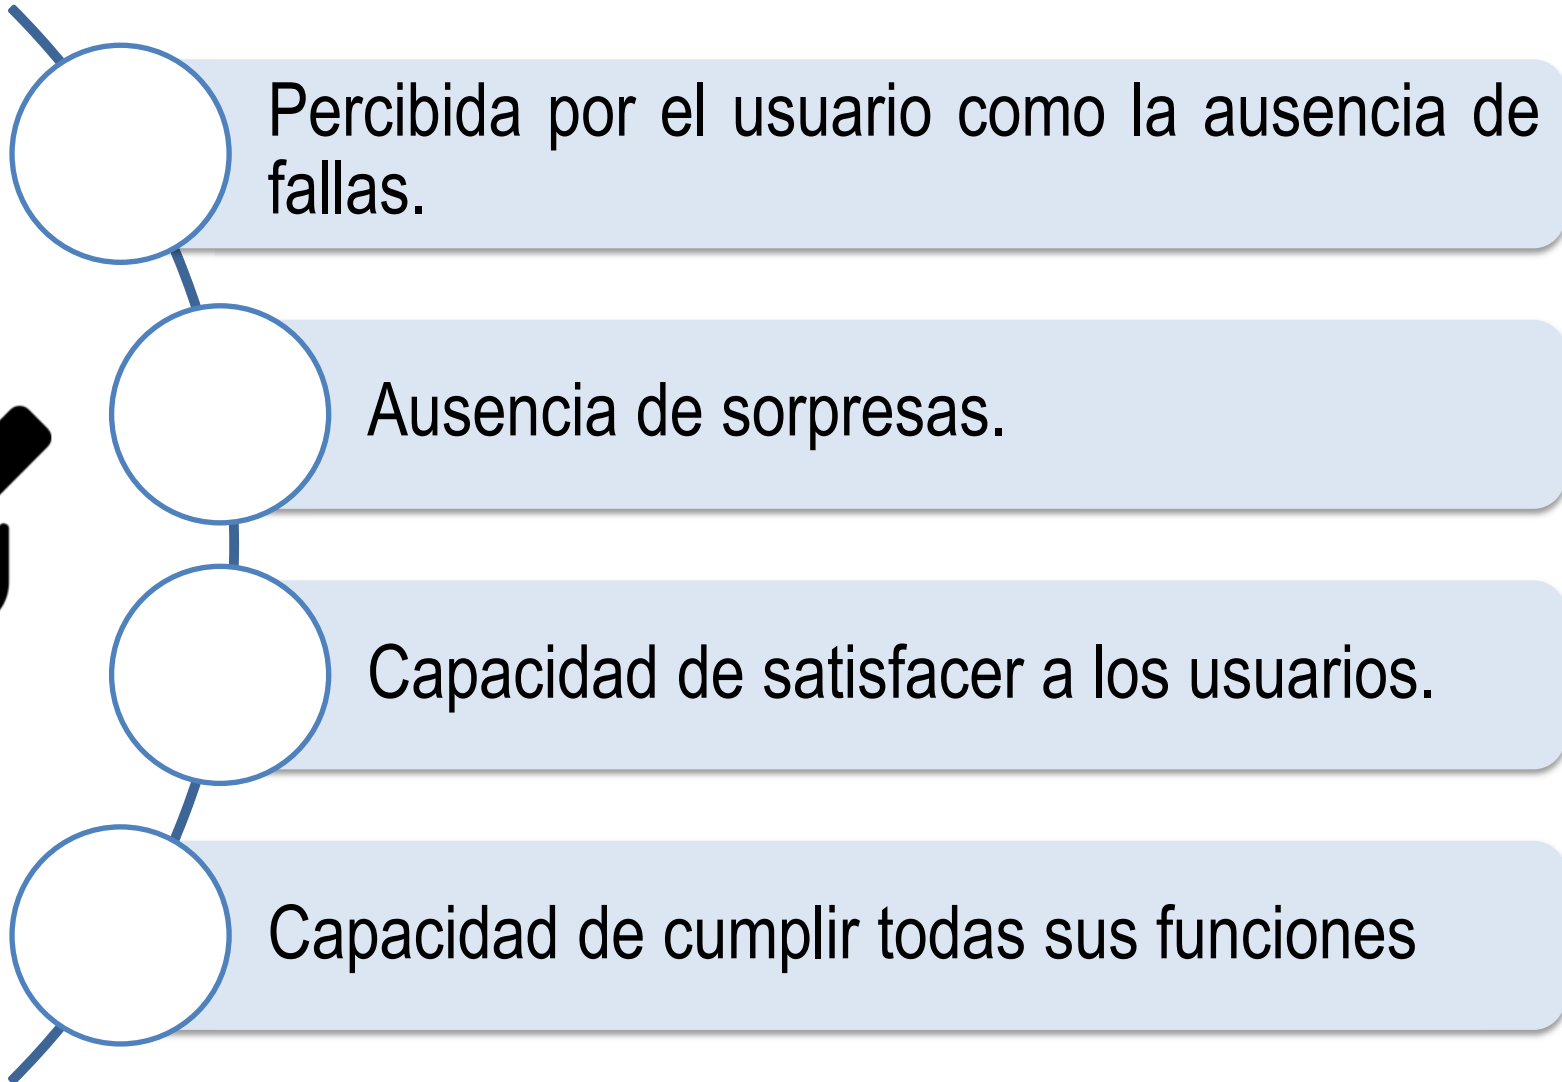 Percibida por el usuario como la ausencia de
fallas.
Ausencia de sorpresas.
Capacidad de satisfacer a los usuarios.
Capacidad de cumplir todas sus funciones